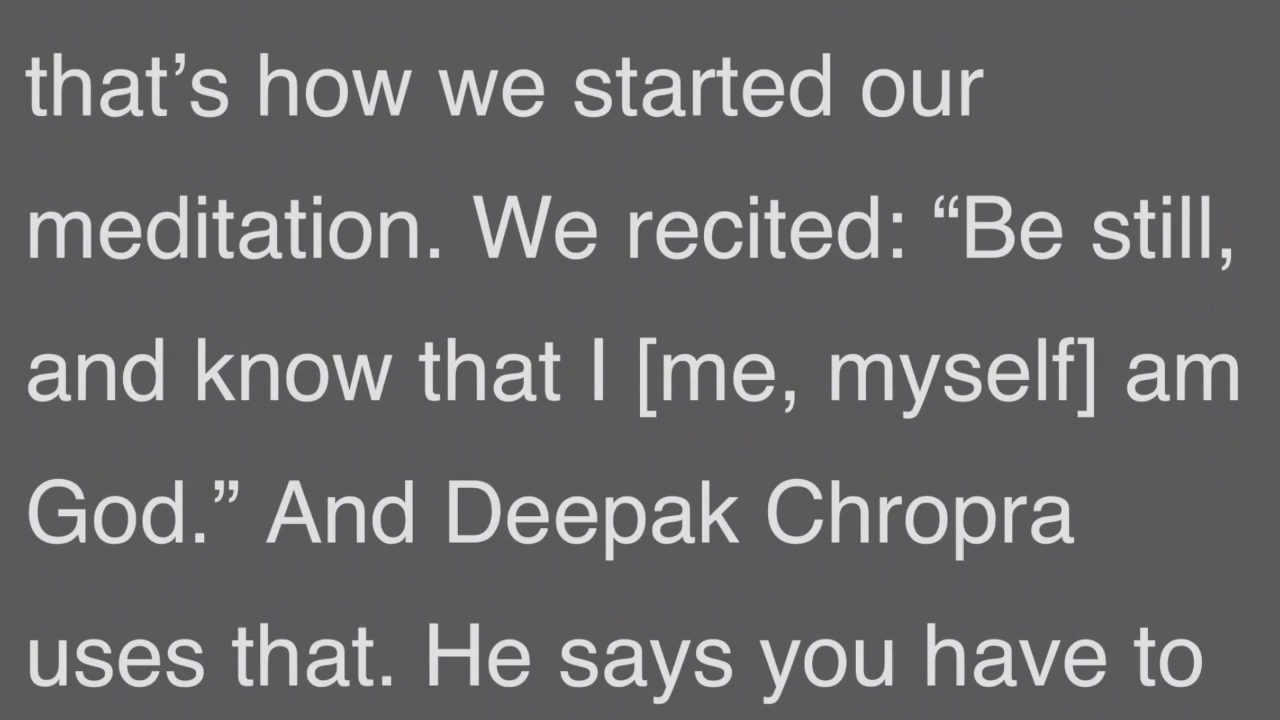 that’s how we started our
meditation. We recited: “Be still,
and know that I [me, myself] am
God.” And Deepak Chropra
uses that. He says you have to